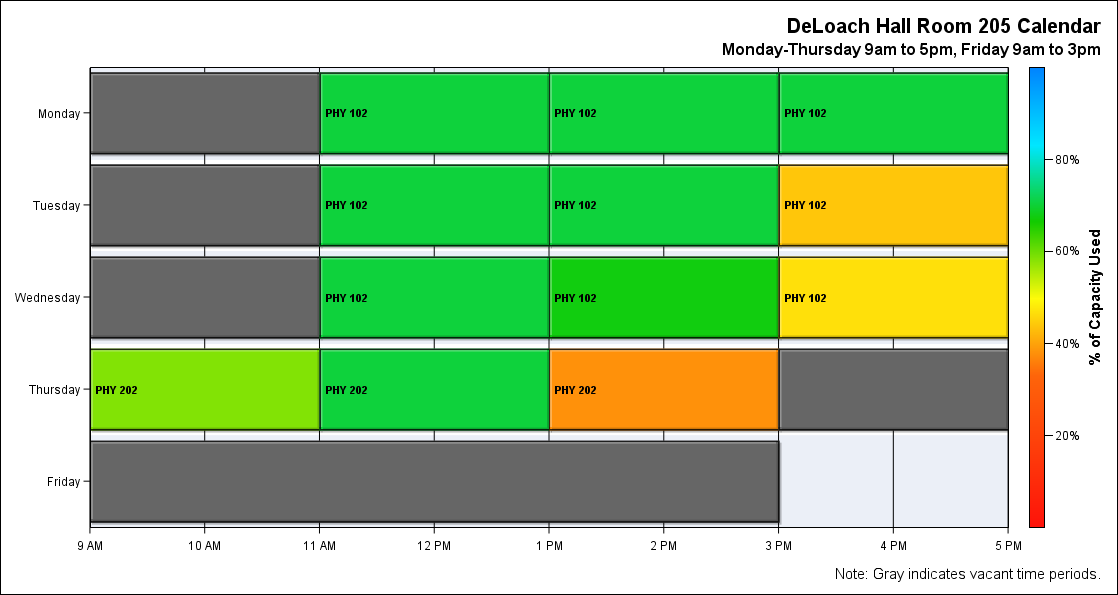 DeLoach Hall Room 205 Calendar
Monday-Thursday 9am to 5pm, Friday 9am to 3pm
Monday
PHY 102
PHY 102
PHY 102
Tuesday
PHY 102
PHY 102
PHY 102
Wednesday
PHY 102
PHY 102
PHY 102
Thursday
PHY 202
PHY 202
PHY 202
Friday
9 AM
10 AM
11 AM
12 PM
1 PM
2 PM
3 PM
4 PM
5 PM
80%
60%
40%
20%
% of Capacity Used
Note: Gray indicates vacant time periods.